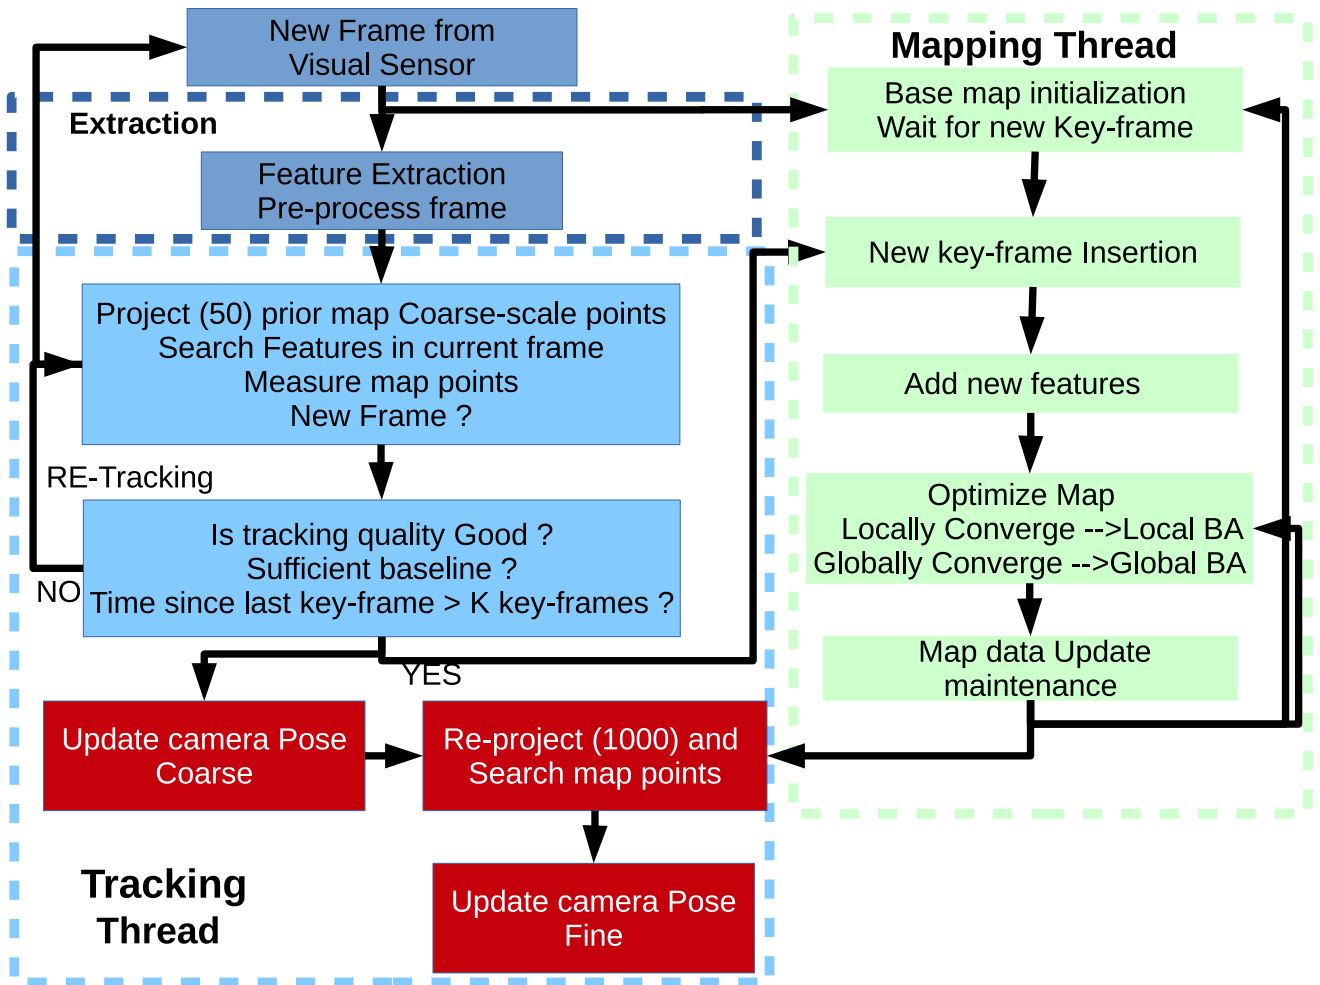 New Frame from
Visual Sensor
Extraction
Feature Extraction
Pre-process frame
Project (50) prior map Coarse-scale points
Search Features in current frame
Measure map points
New Frame ?
RE-Tracking
Is tracking quality Good ?
Sufficient baseline ?
Time since last key-frame > K key-frames ?
NO
YES
Update camera Pose
Coarse
Re-project (1000) and
Search map points
Update camera Pose
Fine
Tracking
Thread
Mapping Thread
Base map initialization
Wait for new Key-frame
New key-frame Insertion
Add new features
Optimize Map
Locally Converge -->Local BA
Globally Converge -->Global BA
Map data Update
maintenance